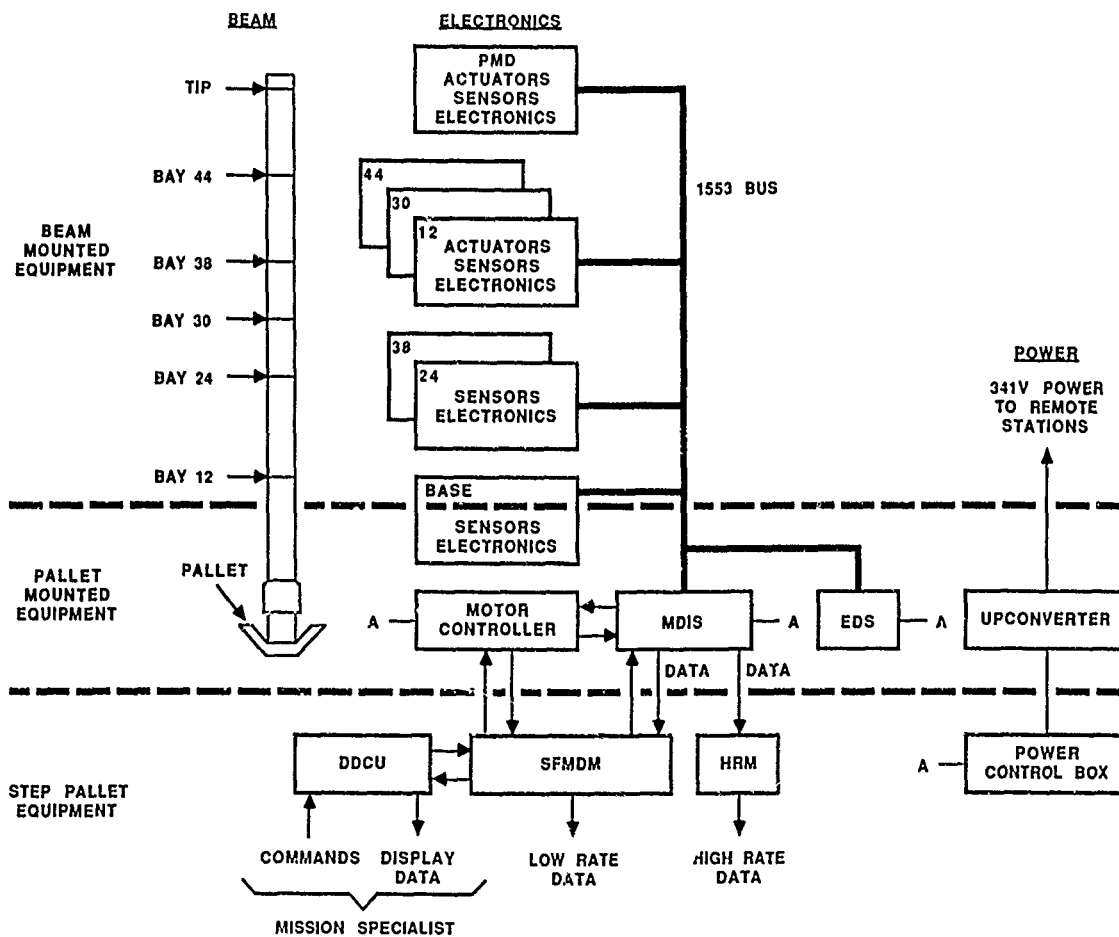 BEAM
ELECTRONICS
PMD
ACTUATORS
SENSORS
ELECTRONICS
TIP
BAY 44
44
30
12
ACTUATORS
SENSORS
ELECTRONICS
1553 BUS
BEAM
MOUNTED
EQUIPMENT
BAY 38
BAY 30
BAY 24
38
24
SENSORS
ELECTRONICS
POWER
341V POWER
TO REMOTE
STATIONS
BAY 12
BASE
SENSORS
ELECTRONICS
PALLET
MOUNTED
EQUIPMENT
PALLET
A
MOTOR
CONTROLLER
MDIS
A
EDS
A
UPCONVERTER
DATA
DATA
STEP PALLET
EQUIPMENT
DDCU
SFMDM
HRM
A
POWER
CONTROL BOX
COMMANDS
DISPLAY
DATA
LOW RATE
DATA
HIGH RATE
DATA
MISSION SPECIALIST